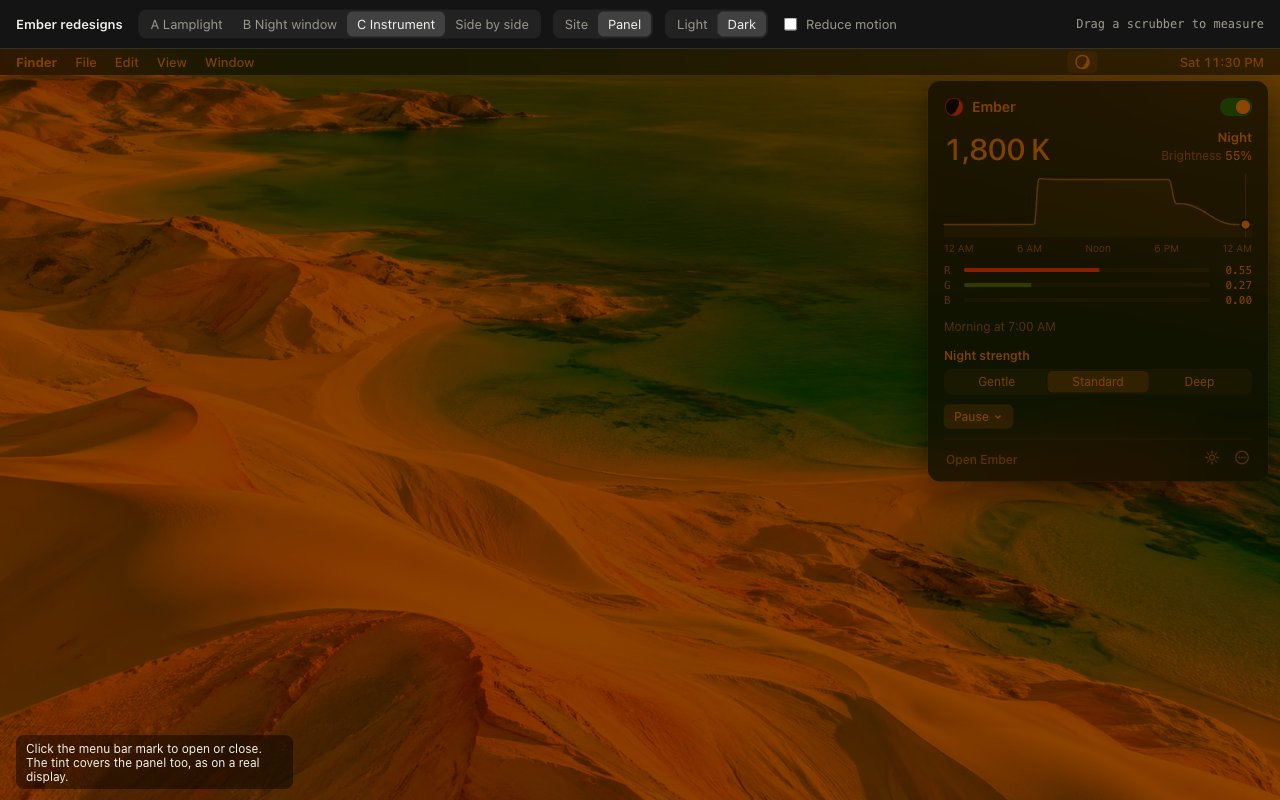 Ember redesigns A Lamplight B Night window C Instrument Side by side Site Panel Light Dark Reduce motion Drag a scrubber to measure
Finder File Edit View Window Sat 11:30 PM
Ember
1,800 K Night
Brightness 55%
12 AM 6 AM Noon 6 PM 12 AM
R 0.55
G 0.27
B 0.00
Morning at 7:00 AM
Night strength
Gentle Standard Deep
Pause
Open Ember
Click the menu bar mark to open or close.
The tint covers the panel too, as on a real
display.